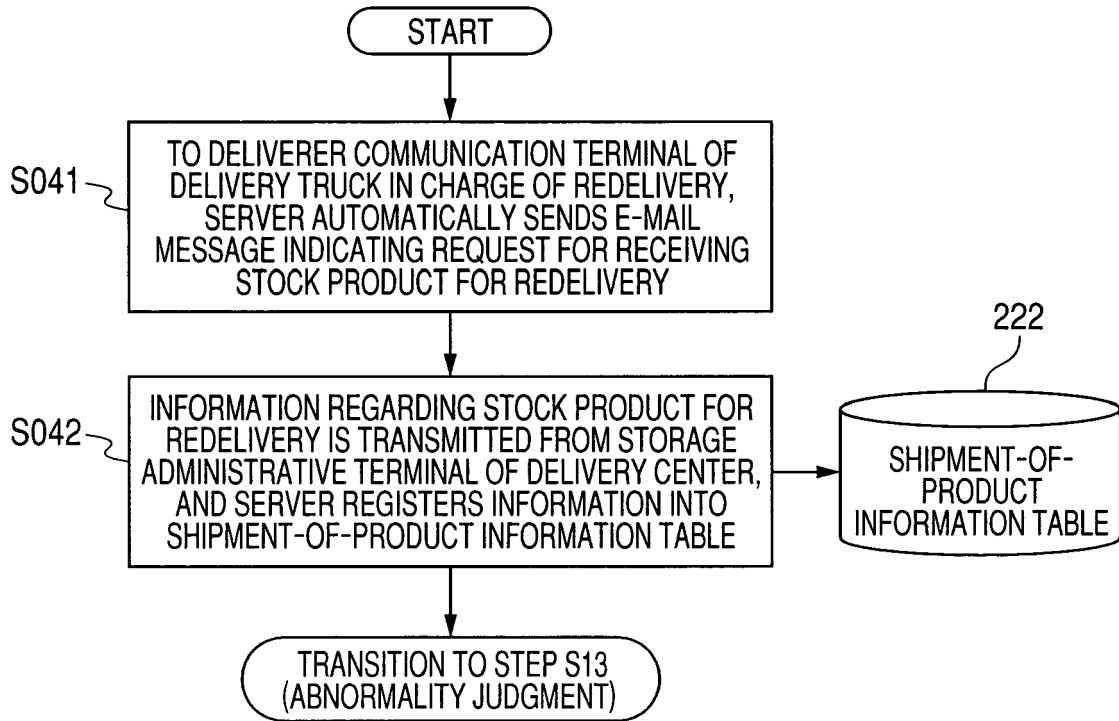 START
S041
TO DELIVERER COMMUNICATION TERMINAL OF
DELIVERY TRUCK IN CHARGE OF REDELIVERY,
SERVER AUTOMATICALLY SENDS E-MAIL
MESSAGE INDICATING REQUEST FOR RECEIVING
STOCK PRODUCT FOR REDELIVERY
S042
INFORMATION REGARDING STOCK PRODUCT FOR
REDELIVERY IS TRANSMITTED FROM STORAGE
ADMINISTRATIVE TERMINAL OF DELIVERY CENTER,
AND SERVER REGISTERS INFORMATION INTO
SHIPMENT-OF-PRODUCT INFORMATION TABLE
222
SHIPMENT-OF-
PRODUCT
INFORMATION TABLE
TRANSITION TO STEP S13
(ABNORMALITY JUDGMENT)